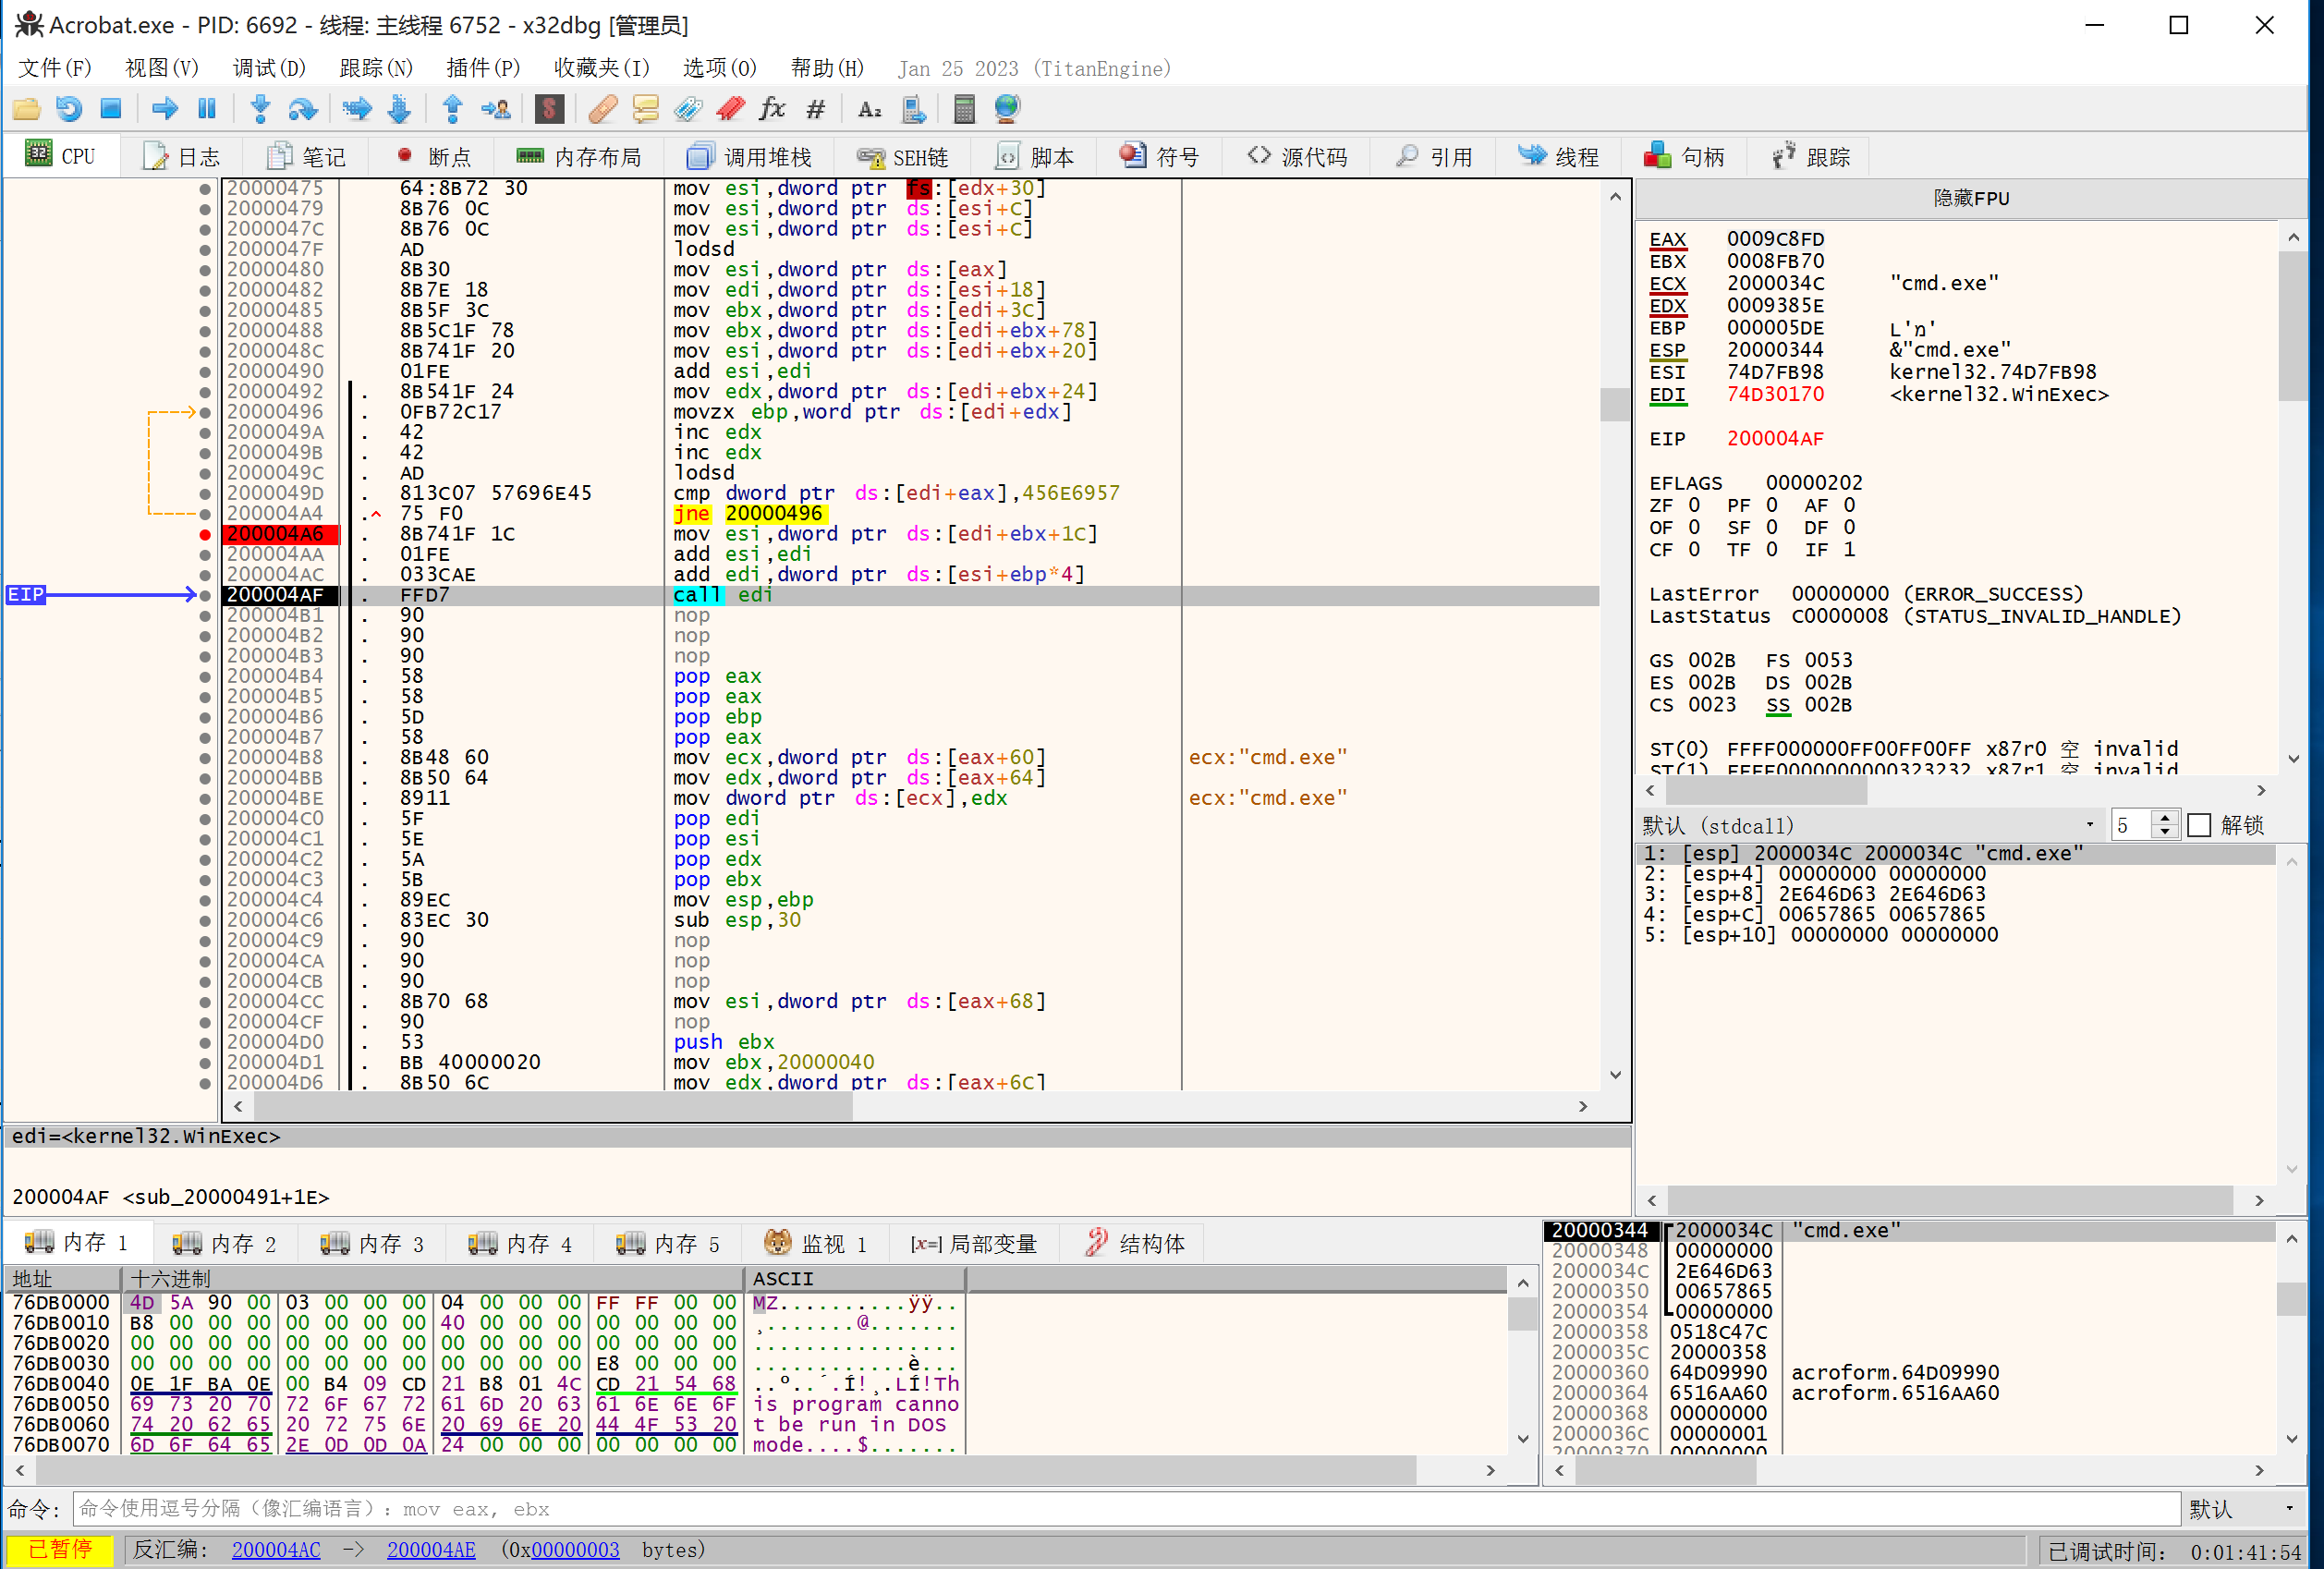 Acrobat.exe - PID: 6692 - 线程: 主线程 6752 - x32dbg [管理员]
文件(F) 视图(V) 调试(D) 跟踪(N) 插件(P) 收藏夹(I) 选项(O) 帮助(H) Jan 25 2023 (TitanEngine)
CPU 日志 笔记 断点 内存布局 调用堆栈 SEH链 脚本 符号 源代码 引用 线程 句柄 跟踪
20000475 64:8B72 30 mov esi,dword ptr fs:[edx+30]
20000479 8B76 0C mov esi,dword ptr ds:[esi+C]
2000047C 8B76 0C mov esi,dword ptr ds:[esi+C]
2000047F AD lodsd
20000480 8B30 mov esi,dword ptr ds:[eax]
20000482 8B7E 18 mov edi,dword ptr ds:[esi+18]
20000485 8B5F 3C mov ebx,dword ptr ds:[edi+3C]
20000488 8B5C1F 78 mov ebx,dword ptr ds:[edi+ebx+78]
2000048C 8B741F 20 mov esi,dword ptr ds:[edi+ebx+20]
20000490 01FE add esi,edi
20000492 . 8B541F 24 mov edx,dword ptr ds:[edi+ebx+24]
20000496 . 0FB72C17 movzx ebp,word ptr ds:[edi+edx]
2000049A . 42 inc edx
2000049B . 42 inc edx
2000049C . AD lodsd
2000049D . 813C07 57696E45 cmp dword ptr ds:[edi+eax],456E6957
200004A4 .^ 75 F0 jne 20000496
200004A6 . 8B741F 1C mov esi,dword ptr ds:[edi+ebx+1C]
200004AA . 01FE add esi,edi
200004AC . 033CAE add edi,dword ptr ds:[esi+ebp*4]
EIP 200004AF . FFD7 call edi
200004B1 . 90 nop
200004B2 . 90 nop
200004B3 . 90 nop
200004B4 . 58 pop eax
200004B5 . 58 pop eax
200004B6 . 5D pop ebp
200004B7 . 58 pop eax
200004B8 . 8B48 60 mov ecx,dword ptr ds:[eax+60] ecx:"cmd.exe"
200004BB . 8B50 64 mov edx,dword ptr ds:[eax+64]
200004BE . 8911 mov dword ptr ds:[ecx],edx ecx:"cmd.exe"
200004C0 . 5F pop edi
200004C1 . 5E pop esi
200004C2 . 5A pop edx
200004C3 . 5B pop ebx
200004C4 . 89EC mov esp,ebp
200004C6 . 83EC 30 sub esp,30
200004C9 . 90 nop
200004CA . 90 nop
200004CB . 90 nop
200004CC . 8B70 68 mov esi,dword ptr ds:[eax+68]
200004CF . 90 nop
200004D0 . 53 push ebx
200004D1 . BB 40000020 mov ebx,20000040
200004D6 . 8B50 6C mov edx,dword ptr ds:[eax+6C]
隐藏FPU
EAX 0009C8FD
EBX 0008FB70
ECX 2000034C "cmd.exe"
EDX 0009385E
EBP 000005DE
ESP 20000344 &"cmd.exe"
ESI 74D7FB98 kernel32.74D7FB98
EDI 74D30170 <kernel32.WinExec>
EIP 200004AF
EFLAGS 00000202
ZF 0 PF 0 AF 0
OF 0 SF 0 DF 0
CF 0 TF 0 IF 1
LastError 00000000 (ERROR_SUCCESS)
LastStatus C0000008 (STATUS_INVALID_HANDLE)
GS 002B FS 0053
ES 002B DS 002B
CS 0023 SS 002B
ST(0) FFFF000000FF00FF00FF x87r0 空 invalid
ST(1) FFFF0000000000323232 x87r1 空 invalid
默认 (stdcall) 5 解锁
1: [esp] 2000034C 2000034C "cmd.exe"
2: [esp+4] 00000000 00000000
3: [esp+8] 2E646D63 2E646D63
4: [esp+C] 00657865 00657865
5: [esp+10] 00000000 00000000
edi=<kernel32.WinExec>
200004AF <sub_20000491+1E>
内存 1 内存 2 内存 3 内存 4 内存 5 监视 1 [x=] 局部变量 结构体
地址 十六进制 ASCII
76DB0000 4D 5A 90 00 03 00 00 00 04 00 00 00 FF FF 00 00 MZ..........ÿÿ..
76DB0010 B8 00 00 00 00 00 00 00 40 00 00 00 00 00 00 00 ¸.......@.......
76DB0020 00 00 00 00 00 00 00 00 00 00 00 00 00 00 00 00 ................
76DB0030 00 00 00 00 00 00 00 00 00 00 00 00 E8 00 00 00 ............è...
76DB0040 0E 1F BA 0E 00 B4 09 CD 21 B8 01 4C CD 21 54 68 ..º..´.Í!¸.LÍ!Th
76DB0050 69 73 20 70 72 6F 67 72 61 6D 20 63 61 6E 6E 6F is program canno
76DB0060 74 20 62 65 20 72 75 6E 20 69 6E 20 44 4F 53 20 t be run in DOS
76DB0070 6D 6F 64 65 2E 0D 0D 0A 24 00 00 00 00 00 00 00 mode....$.......
20000344 2000034C "cmd.exe"
20000348 00000000
2000034C 2E646D63
20000350 00657865
20000354 00000000
20000358 0518C47C
2000035C 20000358
20000360 64D09990 acroform.64D09990
20000364 6516AA60 acroform.6516AA60
20000368 00000000
2000036C 00000001
20000370 00000000
命令: 命令使用逗号分隔（像汇编语言）: mov eax, ebx 默认
已暂停 反汇编: 200004AC -> 200004AE (0x00000003 bytes) 已调试时间: 0:01:41:54